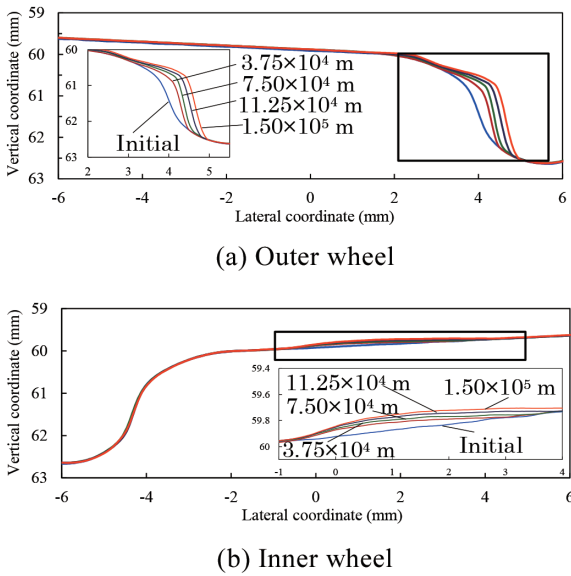 59
60
61
62
63
Vertical coordinate (mm)
60
61
62
63
2
3
4
5
3.75×10⁴ m
7.50×10⁴ m
11.25×10⁴ m
1.50×10⁵ m
Initial
-6
-4
-2
0
2
4
6
Lateral coordinate (mm)
(a) Outer wheel
59
60
61
62
63
Vertical coordinate (mm)
59.4
59.6
59.8
60
11.25×10⁴ m
1.50×10⁵ m
7.50×10⁴ m
3.75×10⁴ m
Initial
-1
0
1
2
3
4
-6
-4
-2
0
2
4
6
Lateral coordinate (mm)
(b) Inner wheel